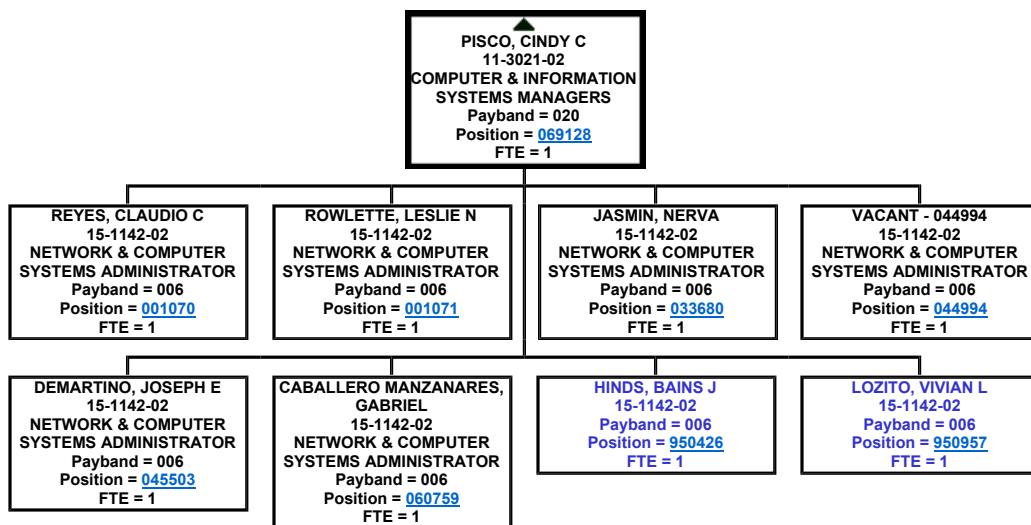 PISCO, CINDY C
11-3021-02
COMPUTER & INFORMATION
SYSTEMS MANAGERS
Payband = 020
Position = 069128
FTE = 1
REYES, CLAUDIO C
15-1142-02
NETWORK & COMPUTER
SYSTEMS ADMINISTRATOR
Payband = 006
Position = 001070
FTE = 1
ROWLETTE, LESLIE N
15-1142-02
NETWORK & COMPUTER
SYSTEMS ADMINISTRATOR
Payband = 006
Position = 001071
FTE = 1
JASMIN, NERVA
15-1142-02
NETWORK & COMPUTER
SYSTEMS ADMINISTRATOR
Payband = 006
Position = 033680
FTE = 1
VACANT - 044994
15-1142-02
NETWORK & COMPUTER
SYSTEMS ADMINISTRATOR
Payband = 006
Position = 044994
FTE = 1
DEMARTINO, JOSEPH E
15-1142-02
NETWORK & COMPUTER
SYSTEMS ADMINISTRATOR
Payband = 006
Position = 045503
FTE = 1
CABALLERO MANZANARES,
GABRIEL
15-1142-02
NETWORK & COMPUTER
SYSTEMS ADMINISTRATOR
Payband = 006
Position = 060759
FTE = 1
HINDS, BAINS J
15-1142-02
Payband = 006
Position = 950426
FTE = 1
LOZITO, VIVIAN L
15-1142-02
Payband = 006
Position = 950957
FTE = 1